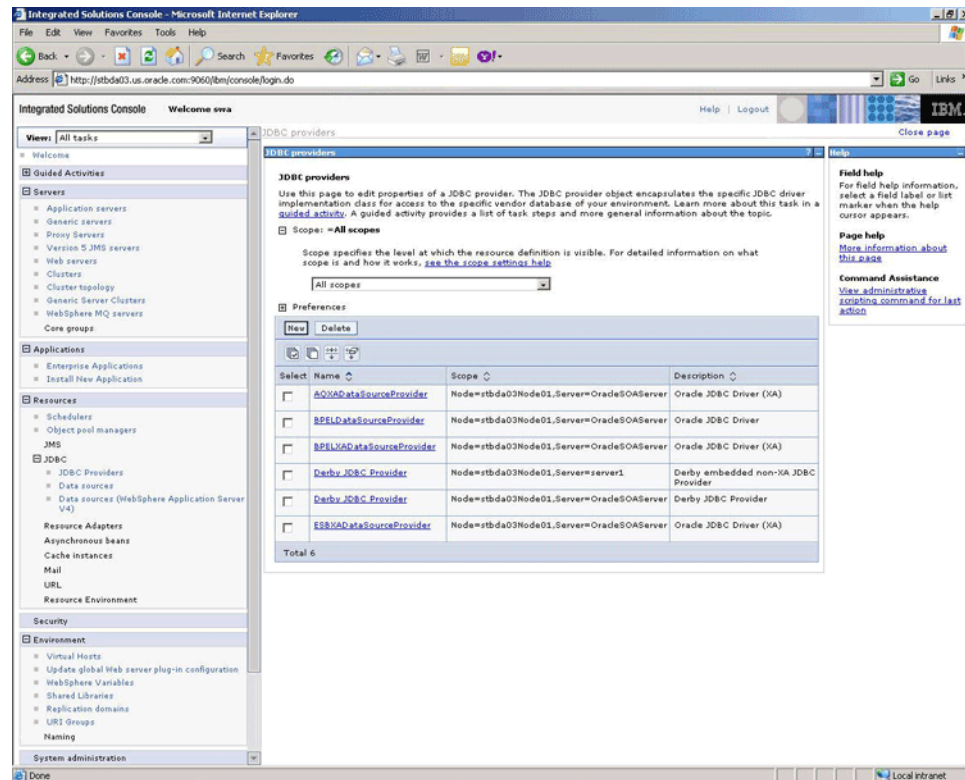 Integrated Solutions Console - Microsoft Internet Explorer
File Edit View Favorites Tools Help
Back Search Favorites
Address http://stbda03.us.oracle.com:9060/ibm/console/login.do Go Links
Integrated Solutions Console Welcome swa Help | Logout IBM.
View: All tasks
Welcome
Guided Activities
Servers
Application servers
Generic servers
Proxy Servers
Version 5 JMS servers
Web servers
Clusters
Cluster topology
Generic Server Clusters
WebSphere MQ servers
Core groups
Applications
Enterprise Applications
Install New Application
Resources
Schedulers
Object pool managers
JMS
JDBC
JDBC Providers
Data sources
Data sources (WebSphere Application Server
V4)
Resource Adapters
Asynchronous beans
Cache instances
Mail
URL
Resource Environment
Security
Environment
Virtual Hosts
Update global Web server plug-in configuration
WebSphere Variables
Shared Libraries
Replication domains
URI Groups
Naming
System administration
JDBC providers
Close page
JDBC providers ? -
JDBC providers
Use this page to edit properties of a JDBC provider. The JDBC provider object encapsulates the specific JDBC driver
implementation class for access to the specific vendor database of your environment. Learn more about this task in a
guided activity. A guided activity provides a list of task steps and more general information about the topic.
Scope: =All scopes
Scope specifies the level at which the resource definition is visible. For detailed information on what
scope is and how it works, see the scope settings help
All scopes
Preferences
New Delete
Select Name Scope Description
AQXADataSourceProvider Node=stbda03Node01,Server=OracleSOAServer Oracle JDBC Driver (XA)
BPELDataSourceProvider Node=stbda03Node01,Server=OracleSOAServer Oracle JDBC Driver
BPELXADataSourceProvider Node=stbda03Node01,Server=OracleSOAServer Oracle JDBC Driver (XA)
Derby JDBC Provider Node=stbda03Node01,Server=server1 Derby embedded non-XA JDBC
Provider
Derby JDBC Provider Node=stbda03Node01,Server=OracleSOAServer Derby JDBC Provider
ESBXADataSourceProvider Node=stbda03Node01,Server=OracleSOAServer Oracle JDBC Driver (XA)
Total 6
Help -
Field help
For field help information,
select a field label or list
marker when the help
cursor appears.
Page help
More information about
this page
Command Assistance
View administrative
scripting command for last
action
Done Local intranet